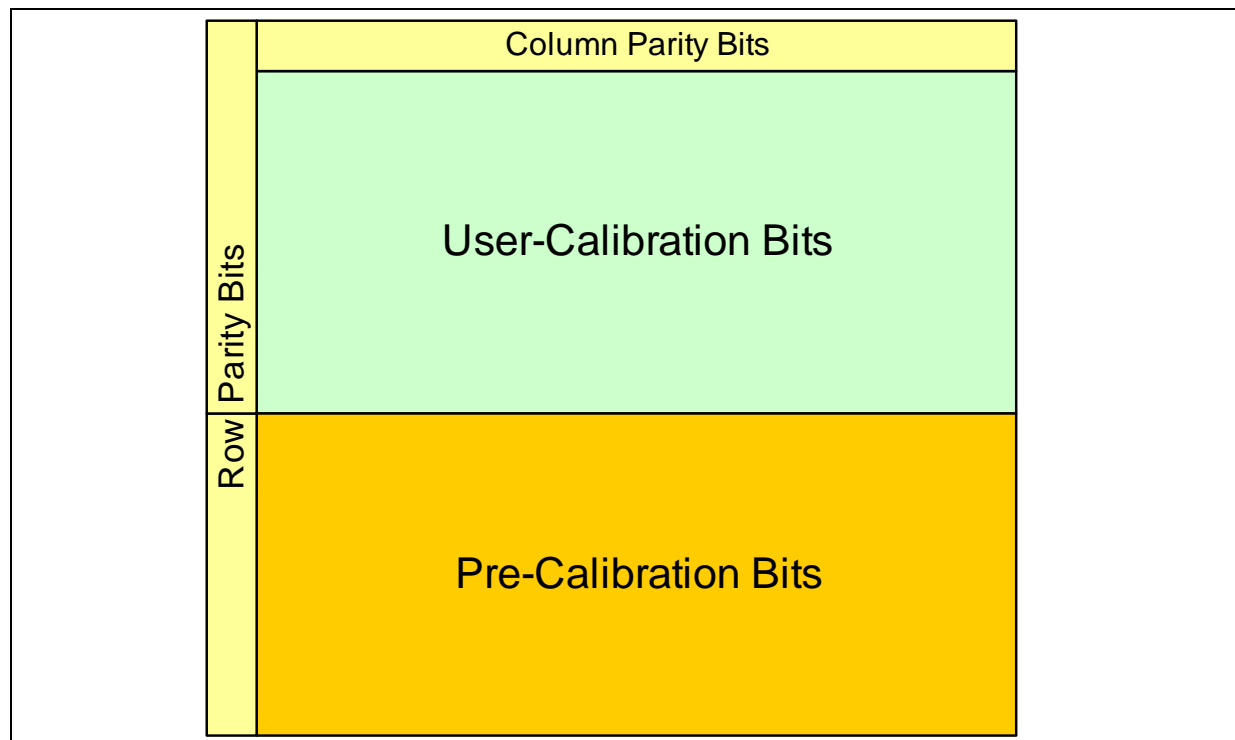 Column Parity Bits
User-Calibration Bits
Row Parity Bits
Pre-Calibration Bits